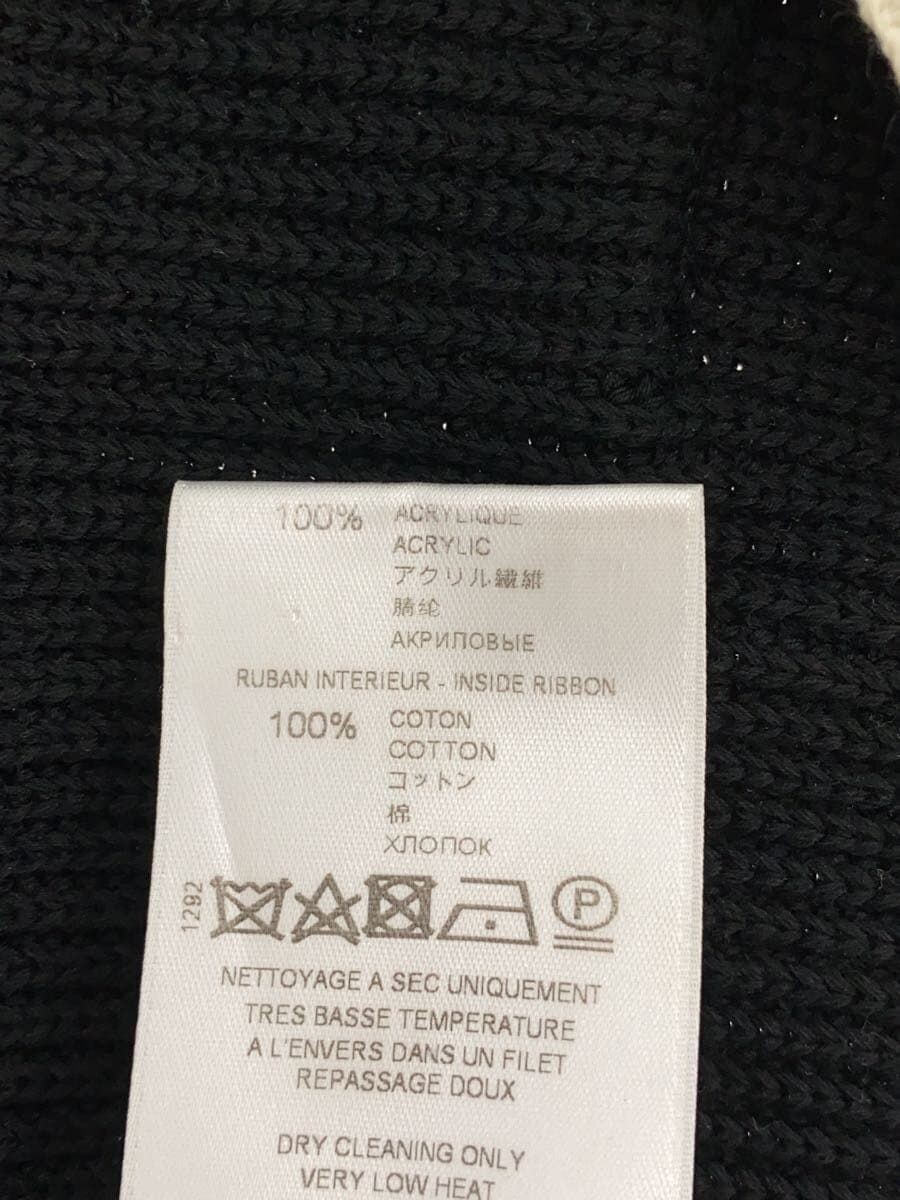 100% ACRYLIQUE
ACRYLIC
アクリル繊維
腈纶
АКРИЛОВЫЕ
RUBAN INTERIEUR - INSIDE RIBBON
100% COTON
COTTON
コットン
棉
ХЛОПОК
1292
P
NETTOYAGE A SEC UNIQUEMENT
TRES BASSE TEMPERATURE
A L'ENVERS DANS UN FILET
REPASSAGE DOUX
DRY CLEANING ONLY
VERY LOW HEAT